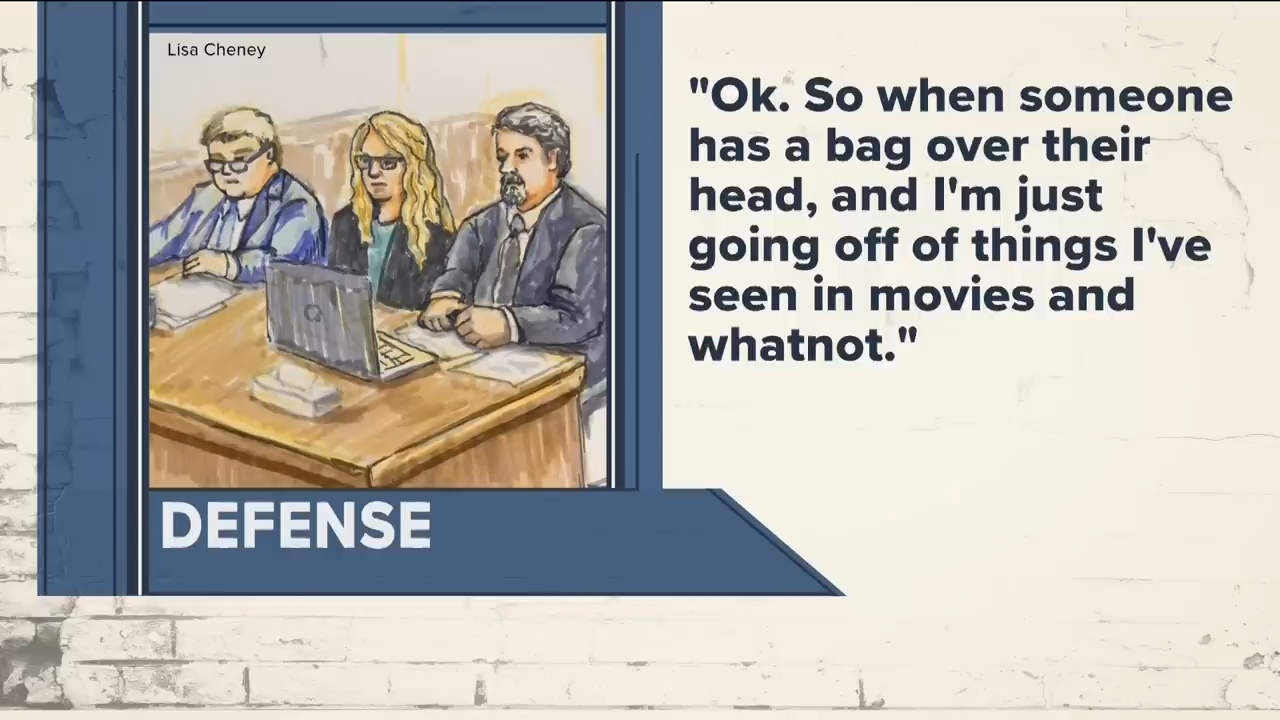 Lisa Cheney
"Ok. So when someone
has a bag over their
head, and I'm just
going off of things I've
seen in movies and
whatnot."
DEFENSE